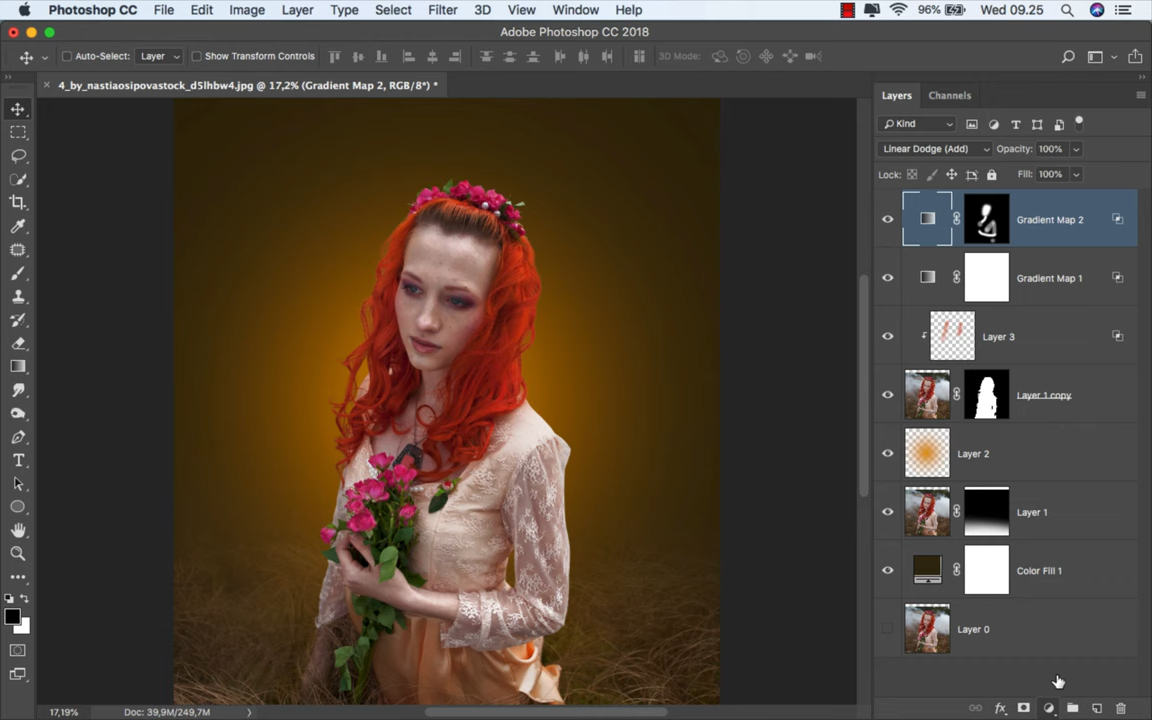 Photoshop CC File Edit Image Layer Type Select Filter 3D View Window Help 96% Wed 09.25
Adobe Photoshop CC 2018
Auto-Select: Layer Show Transform Controls 3D Mode:
4_by_nastiaosipovastock_d5lhbw4.jpg @ 17,2% (Gradient Map 2, RGB/8*) *
Layers Channels
Kind
Linear Dodge (Add) Opacity: 100%
Lock: Fill: 100%
Gradient Map 2
Gradient Map 1
Layer 3
Layer 1 copy
Layer 2
Layer 1
Color Fill 1
Layer 0
17,19% Doc: 39,9M/249,7M